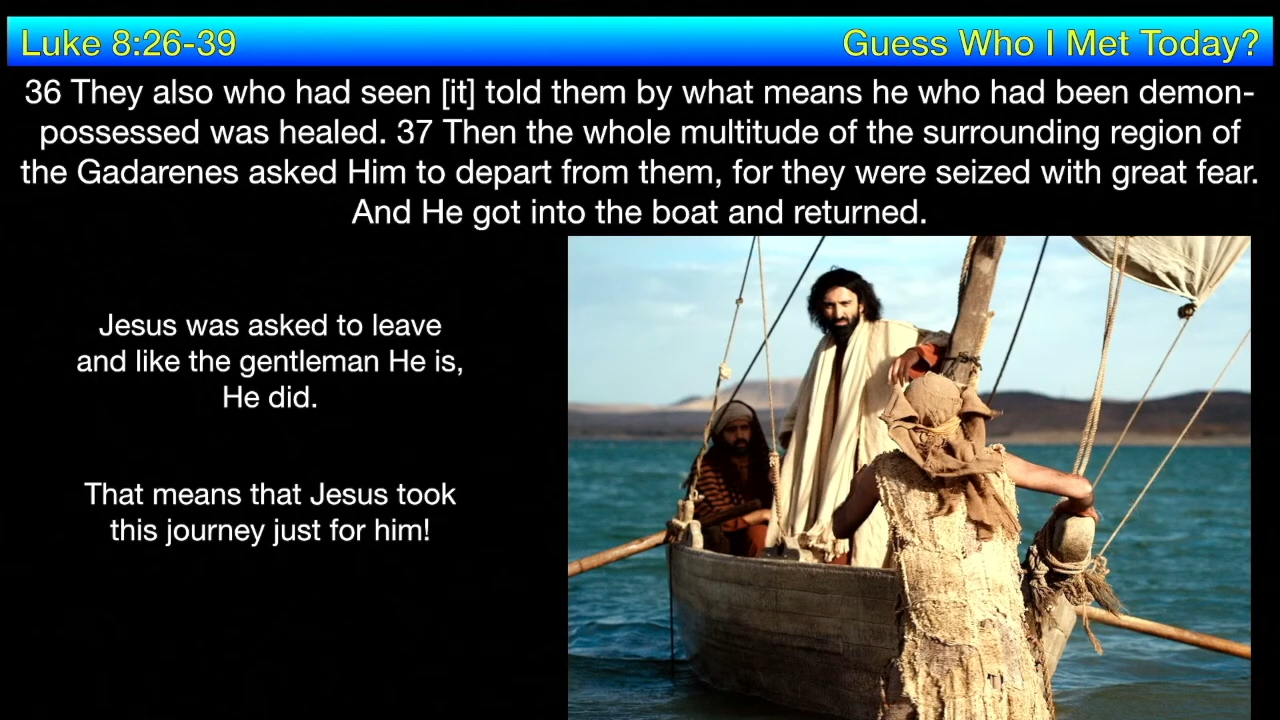 Luke 8:26-39
Guess Who I Met Today?
36 They also who had seen [it] told them by what means he who had been demon-
possessed was healed. 37 Then the whole multitude of the surrounding region of
the Gadarenes asked Him to depart from them, for they were seized with great fear.
And He got into the boat and returned.
Jesus was asked to leave
and like the gentleman He is,
He did.
That means that Jesus took
this journey just for him!